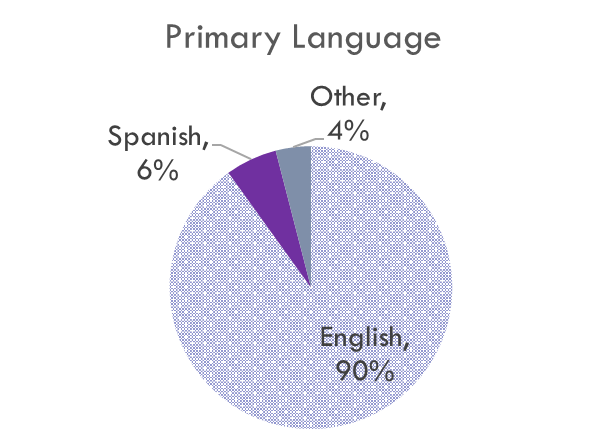 Primary Language
Other,
4%
Spanish,
6%
English,
90%